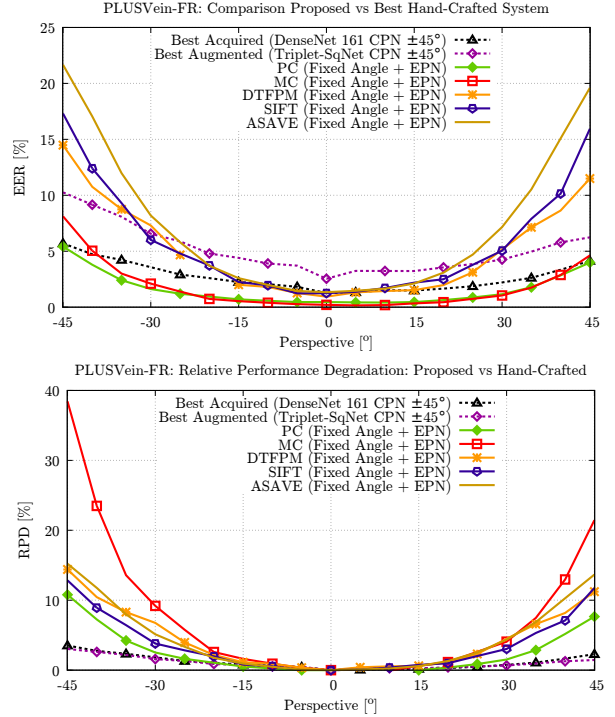 PLUSVein-FR: Comparison Proposed vs Best Hand-Crafted System
25
20
15
10
5
0
EER [%]
Best Acquired (DenseNet 161 CPN ±45°)
Best Augmented (Triplet-SqNet CPN ±45°)
PC (Fixed Angle + EPN)
MC (Fixed Angle + EPN)
DTFPM (Fixed Angle + EPN)
SIFT (Fixed Angle + EPN)
ASAVE (Fixed Angle + EPN)
-45 -30 -15 0 15 30 45
Perspective [°]
PLUSVein-FR: Relative Performance Degradation: Proposed vs Hand-Crafted
40
30
20
10
0
RPD [%]
Best Acquired (DenseNet 161 CPN ±45°)
Best Augmented (Triplet-SqNet CPN ±45°)
PC (Fixed Angle + EPN)
MC (Fixed Angle + EPN)
DTFPM (Fixed Angle + EPN)
SIFT (Fixed Angle + EPN)
ASAVE (Fixed Angle + EPN)
-45 -30 -15 0 15 30 45
Perspective [°]